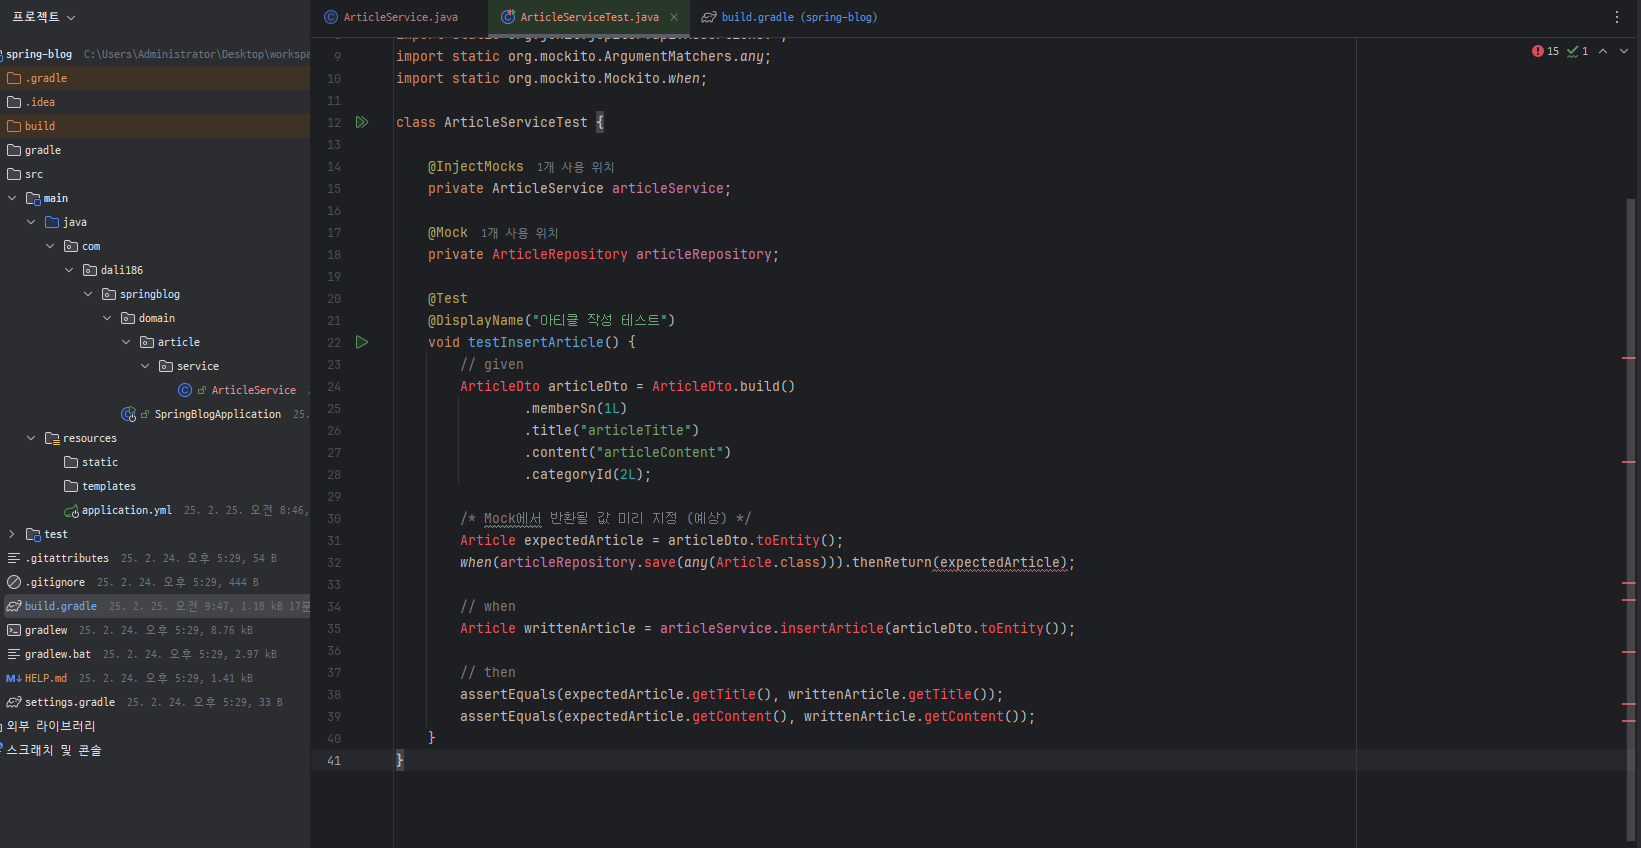 프로젝트
ArticleService.java
ArticleServiceTest.java
build.gradle (spring-blog)
spring-blog C:\Users\Administrator\Desktop\workspa
.gradle
.idea
build
gradle
src
main
java
com
dali186
springblog
domain
article
service
ArticleService
SpringBlogApplication 25.
resources
static
templates
application.yml 25. 2. 25. 오전 8:46,
test
.gitattributes 25. 2. 24. 오후 5:29, 54 B
.gitignore 25. 2. 24. 오후 5:29, 444 B
build.gradle 25. 2. 25. 오전 9:47, 1.18 kB 17분
gradlew 25. 2. 24. 오후 5:29, 8.76 kB
gradlew.bat 25. 2. 24. 오후 5:29, 2.97 kB
HELP.md 25. 2. 24. 오후 5:29, 1.41 kB
settings.gradle 25. 2. 24. 오후 5:29, 33 B
외부 라이브러리
스크래치 및 콘솔
15 1
9 import static org.mockito.ArgumentMatchers.any;
10 import static org.mockito.Mockito.when;
11
12 class ArticleServiceTest {
13
14 @InjectMocks 1개 사용 위치
15 private ArticleService articleService;
16
17 @Mock 1개 사용 위치
18 private ArticleRepository articleRepository;
19
20 @Test
21 @DisplayName("아티클 작성 테스트")
22 void testInsertArticle() {
23 // given
24 ArticleDto articleDto = ArticleDto.build()
25 .memberSn(1L)
26 .title("articleTitle")
27 .content("articleContent")
28 .categoryId(2L);
29
30 /* Mock에서 반환될 값 미리 지정 (예상) */
31 Article expectedArticle = articleDto.toEntity();
32 when(articleRepository.save(any(Article.class))).thenReturn(expectedArticle);
33
34 // when
35 Article writtenArticle = articleService.insertArticle(articleDto.toEntity());
36
37 // then
38 assertEquals(expectedArticle.getTitle(), writtenArticle.getTitle());
39 assertEquals(expectedArticle.getContent(), writtenArticle.getContent());
40 }
41 }